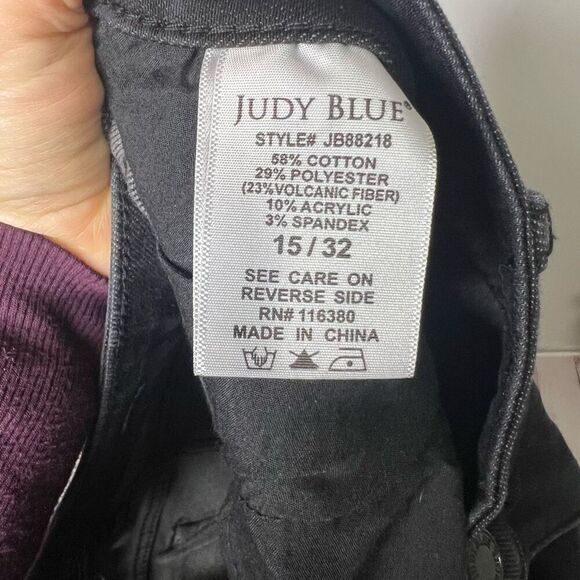 JUDY BLUE®
STYLE# JB88218
58% COTTON
29% POLYESTER
(23%VOLCANIC FIBER)
10% ACRYLIC
3% SPANDEX
15 / 32
SEE CARE ON
REVERSE SIDE
RN# 116380
MADE IN CHINA